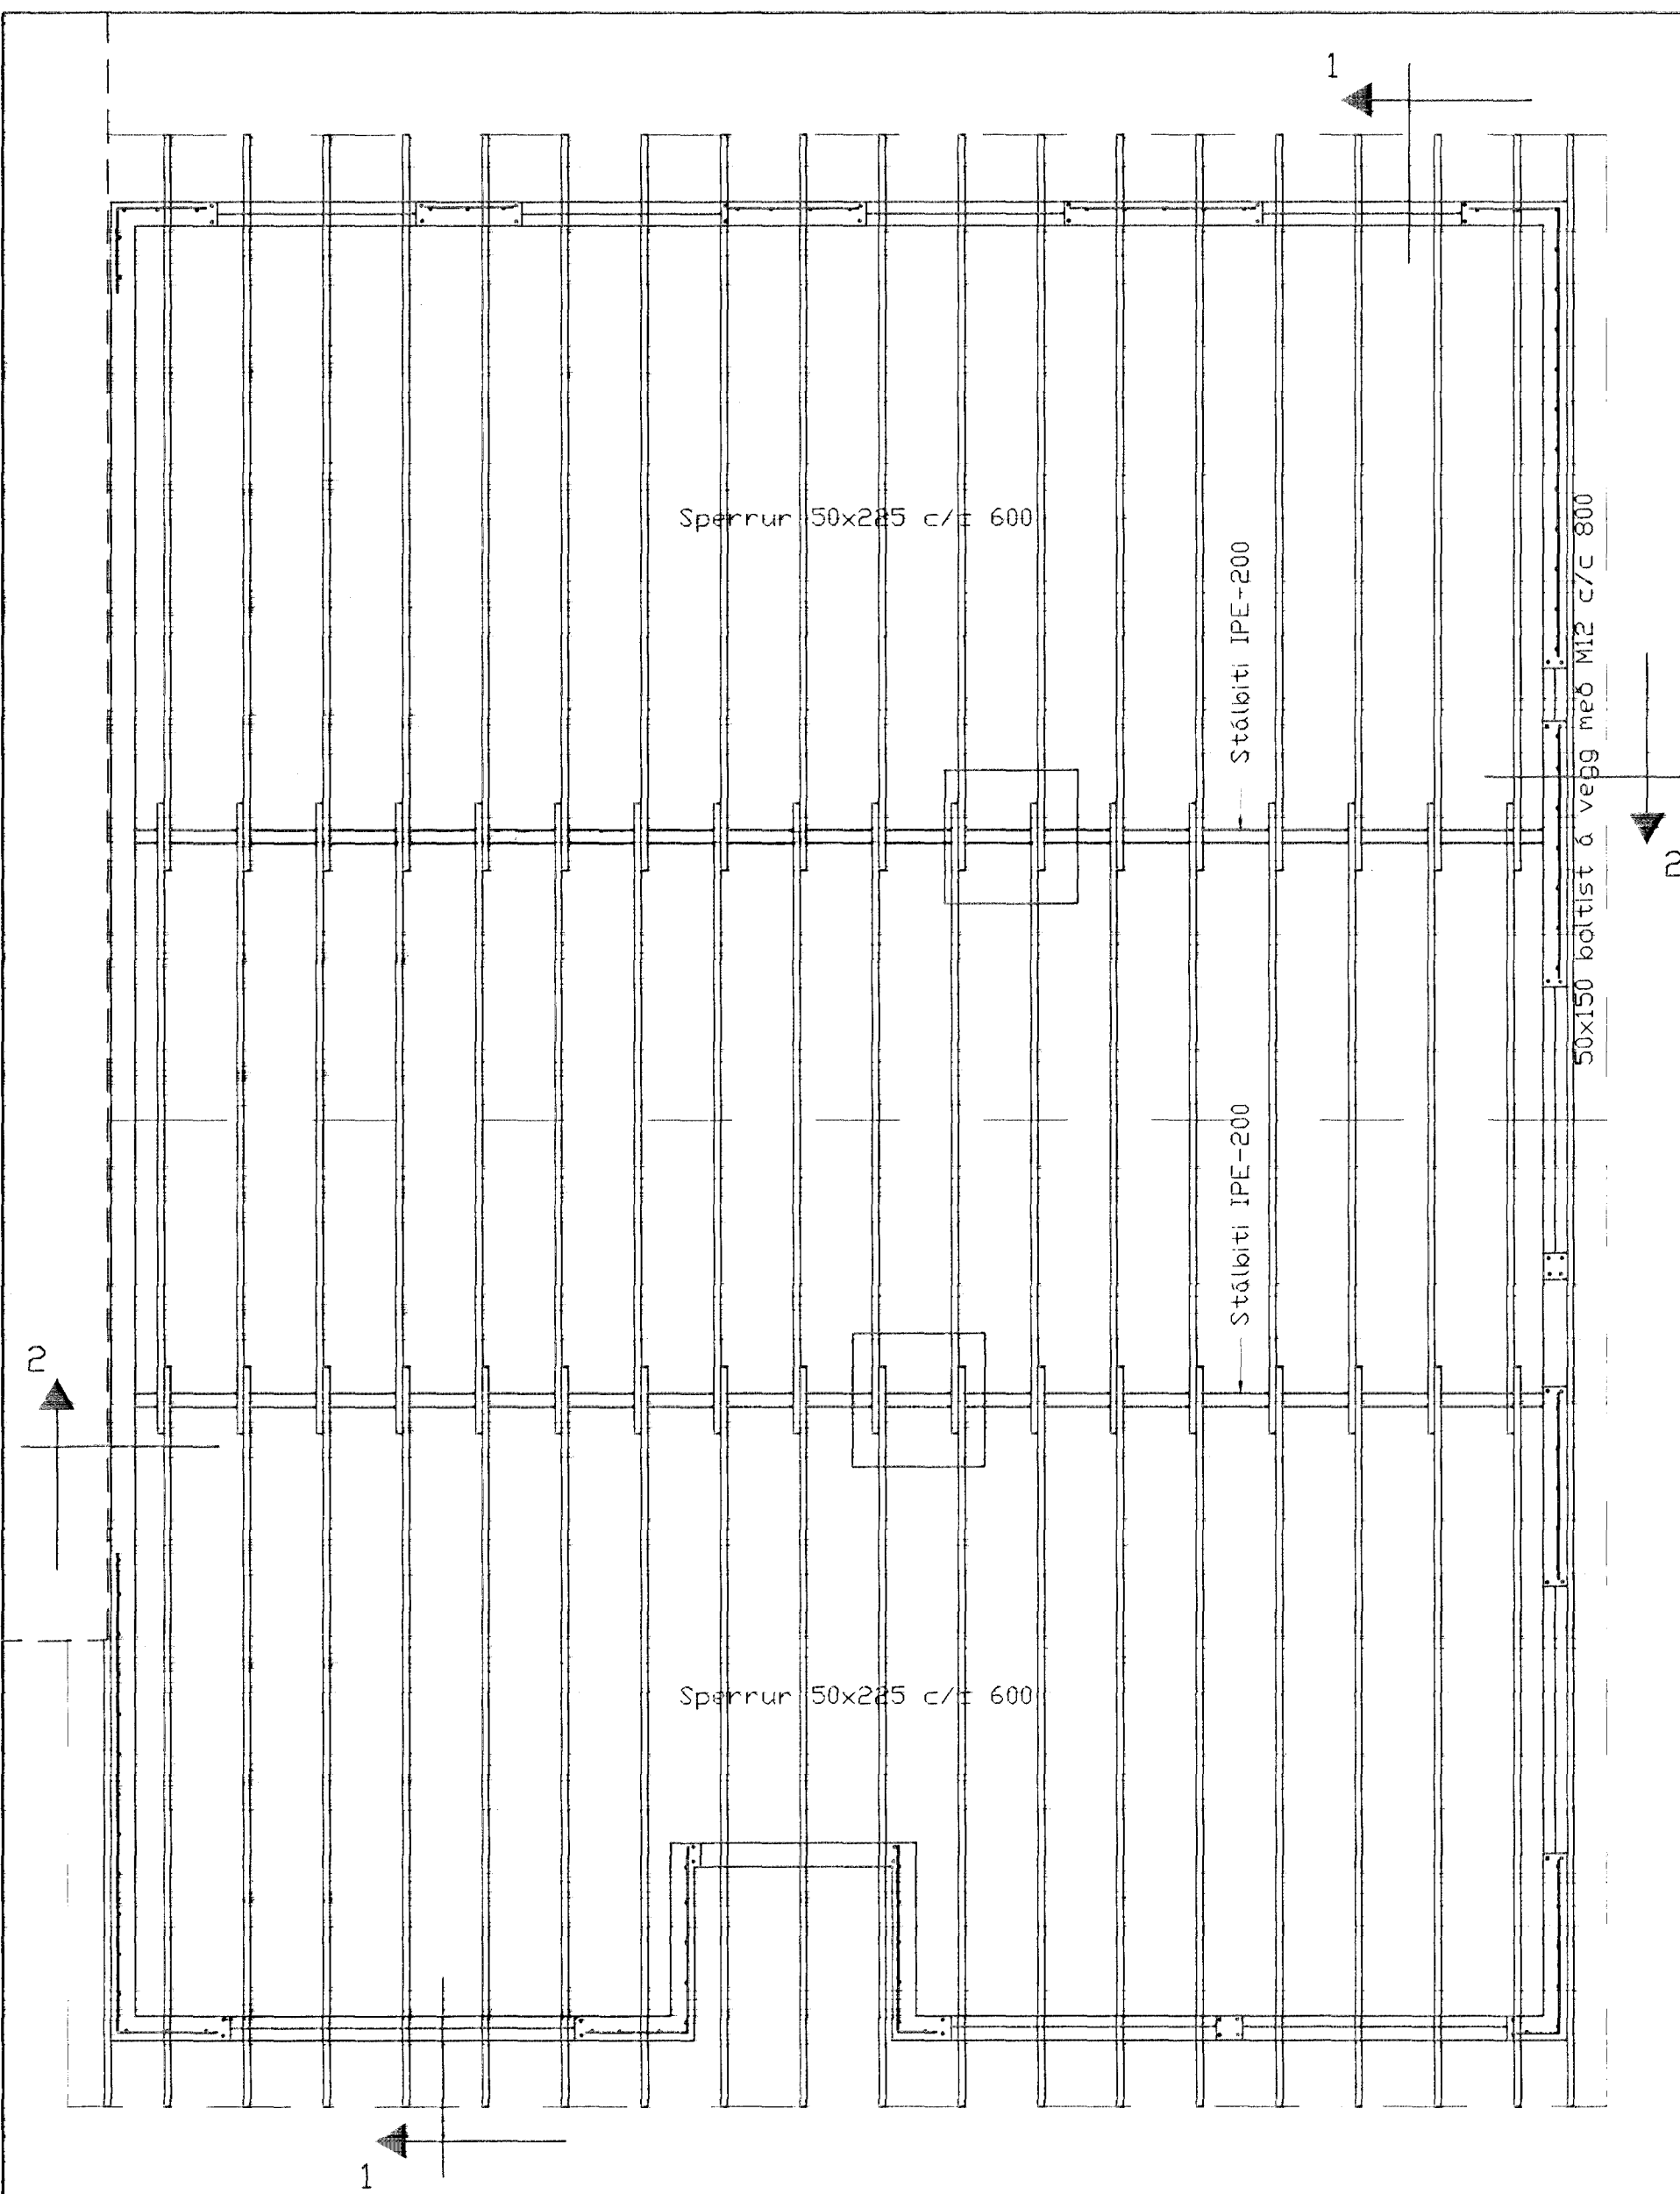 1
Sperrur 50x225 c/c 600
Stálbiti IPE-200
50x150 boltist á vegg með M12 c/c 800
2
Stálbiti IPE-200
2
Sperrur 50x225 c/c 600
1